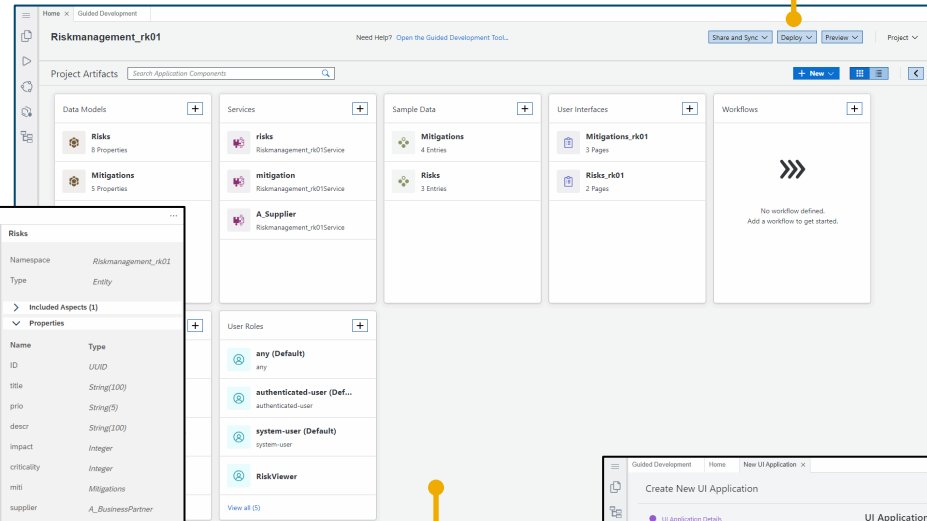 Home ×
Guided Development
Riskmanagement_rk01
Need Help? Open the Guided Development Tool...
Share and Sync
Deploy
Preview
Project
Project Artifacts
Search Application Components
+ New
Data Models
+
Risks
8 Properties
Mitigations
5 Properties
Services
+
risks
Riskmanagement_rk01Service
mitigation
Riskmanagement_rk01Service
A_Supplier
Riskmanagement_rk01Service
Sample Data
+
Mitigations
4 Entries
Risks
3 Entries
User Interfaces
+
Mitigations_rk01
3 Pages
Risks_rk01
2 Pages
Workflows
+
No workflow defined.
Add a workflow to get started.
...
Risks
Namespace Riskmanagement_rk01
Type Entity
Included Aspects (1)
Properties
Name Type
ID UUID
title String(100)
prio String(5)
descr String(100)
impact Integer
criticality Integer
miti Mitigations
supplier A_BusinessPartner
+
User Roles
+
any (Default)
any
authenticated-user (Def...
authenticated-user
system-user (Default)
system-user
RiskViewer
View all (5)
Guided Development
Home
New UI Application ×
Create New UI Application
UI Application Details
UI Application